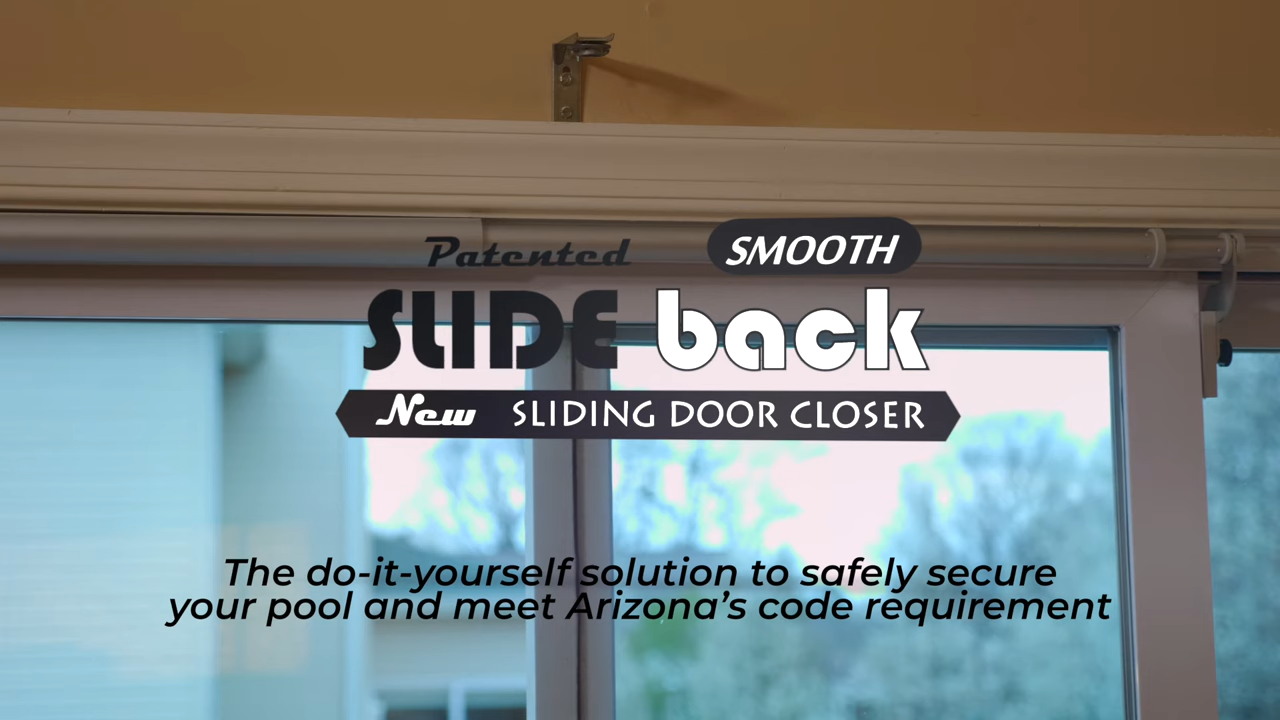 Patented SMOOTH
SLIDE back
New SLIDING DOOR CLOSER
The do-it-yourself solution to safely secure
your pool and meet Arizona's code requirement